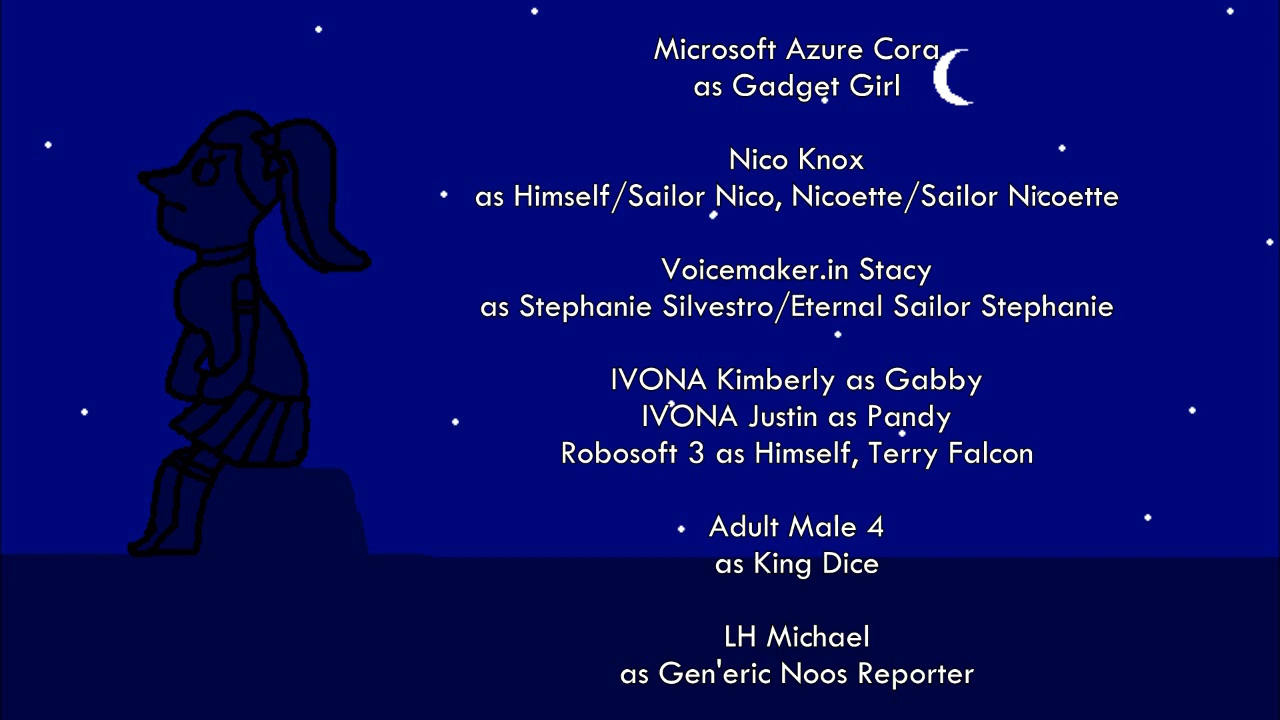 Microsoft Azure Cora
as Gadget Girl
Nico Knox
as Himself/Sailor Nico, Nicoette/Sailor Nicoette
Voicemaker.in Stacy
as Stephanie Silvestro/Eternal Sailor Stephanie
IVONA Kimberly as Gabby
IVONA Justin as Pandy
Robosoft 3 as Himself, Terry Falcon
Adult Male 4
as King Dice
LH Michael
as Gen'eric Noos Reporter